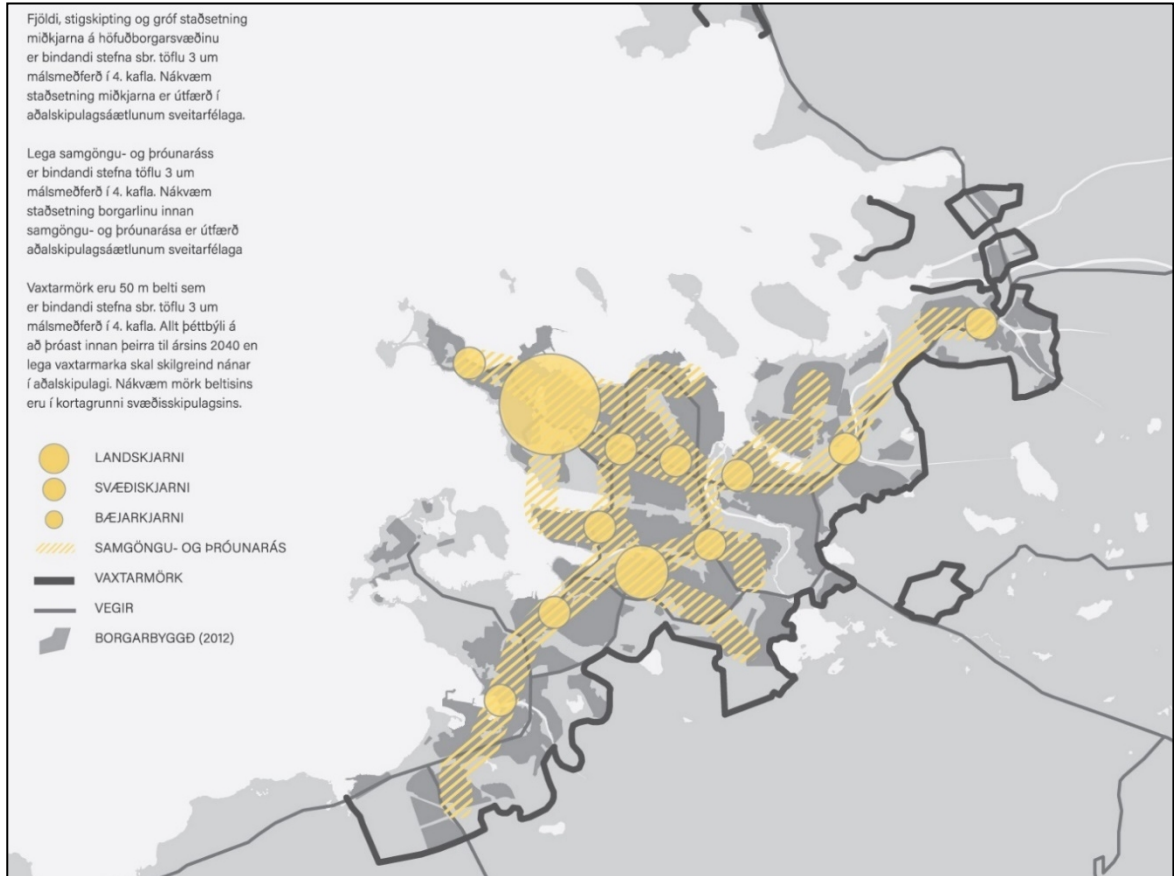 Fjöldi, stigskipting og gróf staðsetning
miðkjarna á höfuðborgarsvæðinu
er bindandi stefna sbr. töflu 3 um
málsmeðferð í 4. kafla. Nákvæm
staðsetning miðkjarna er útfærð í
aðalskipulagsáætlunum sveitarfélaga.
Lega samgöngu- og þróunaráss
er bindandi stefna töflu 3 um
málsmeðferð í 4. kafla. Nákvæm
staðsetning borgarlinu innan
samgöngu- og þróunarása er útfærð
aðalskipulagsáætlunum sveitarfélaga
Vaxtarmörk eru 50 m belti sem
er bindandi stefna sbr. töflu 3 um
málsmeðferð í 4. kafla. Allt þéttbýli á
að þróast innan þeirra til ársins 2040 en
lega vaxtarmarka skal skilgreind nánar
í aðalskipulagi. Nákvæm mörk beltisins
eru í kortagrunni svæðisskipulagsins.
LANDSKJARNI
SVÆÐISKJARNI
BÆJARKJARNI
SAMGÖNGU- OG ÞRÓUNARÁS
VAXTARMÖRK
VEGIR
BORGARBYGGÐ (2012)